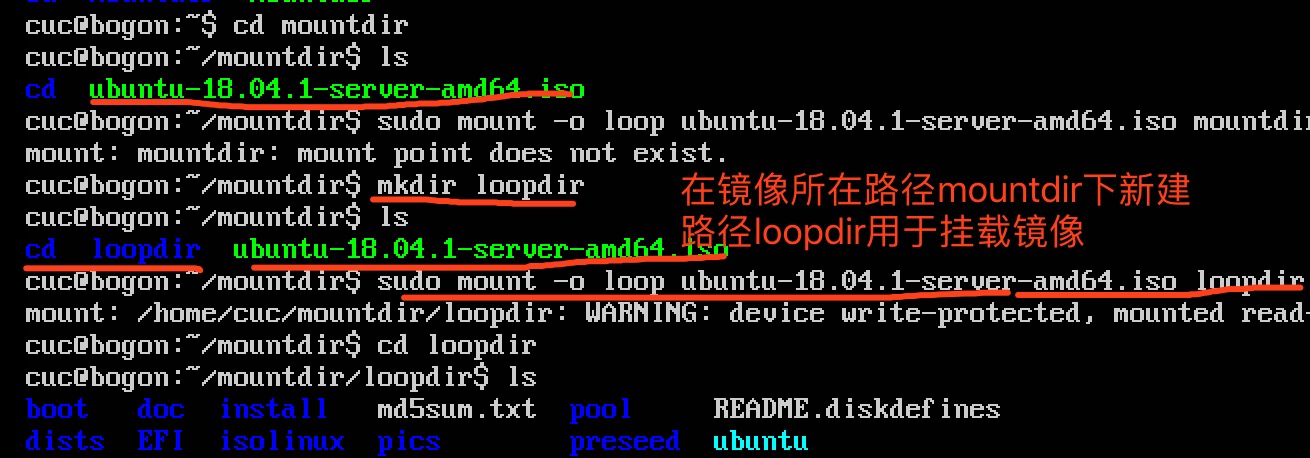 cuc@bogon:~$ cd mountdir
cuc@bogon:~/mountdir$ ls
cd  ubuntu-18.04.1-server-amd64.iso
cuc@bogon:~/mountdir$ sudo mount -o loop ubuntu-18.04.1-server-amd64.iso mountdir
mount: mountdir: mount point does not exist.
cuc@bogon:~/mountdir$ mkdir loopdir
在镜像所在路径mountdir下新建
cuc@bogon:~/mountdir$ ls
路径loopdir用于挂载镜像
cd  loopdir  ubuntu-18.04.1-server-amd64.iso
cuc@bogon:~/mountdir$ sudo mount -o loop ubuntu-18.04.1-server-amd64.iso loopdir
mount: /home/cuc/mountdir/loopdir: WARNING: device write-protected, mounted read-
cuc@bogon:~/mountdir$ cd loopdir
cuc@bogon:~/mountdir/loopdir$ ls
boot  doc  install  md5sum.txt  pool  README.diskdefines
dists  EFI  isolinux  pics  preseed  ubuntu